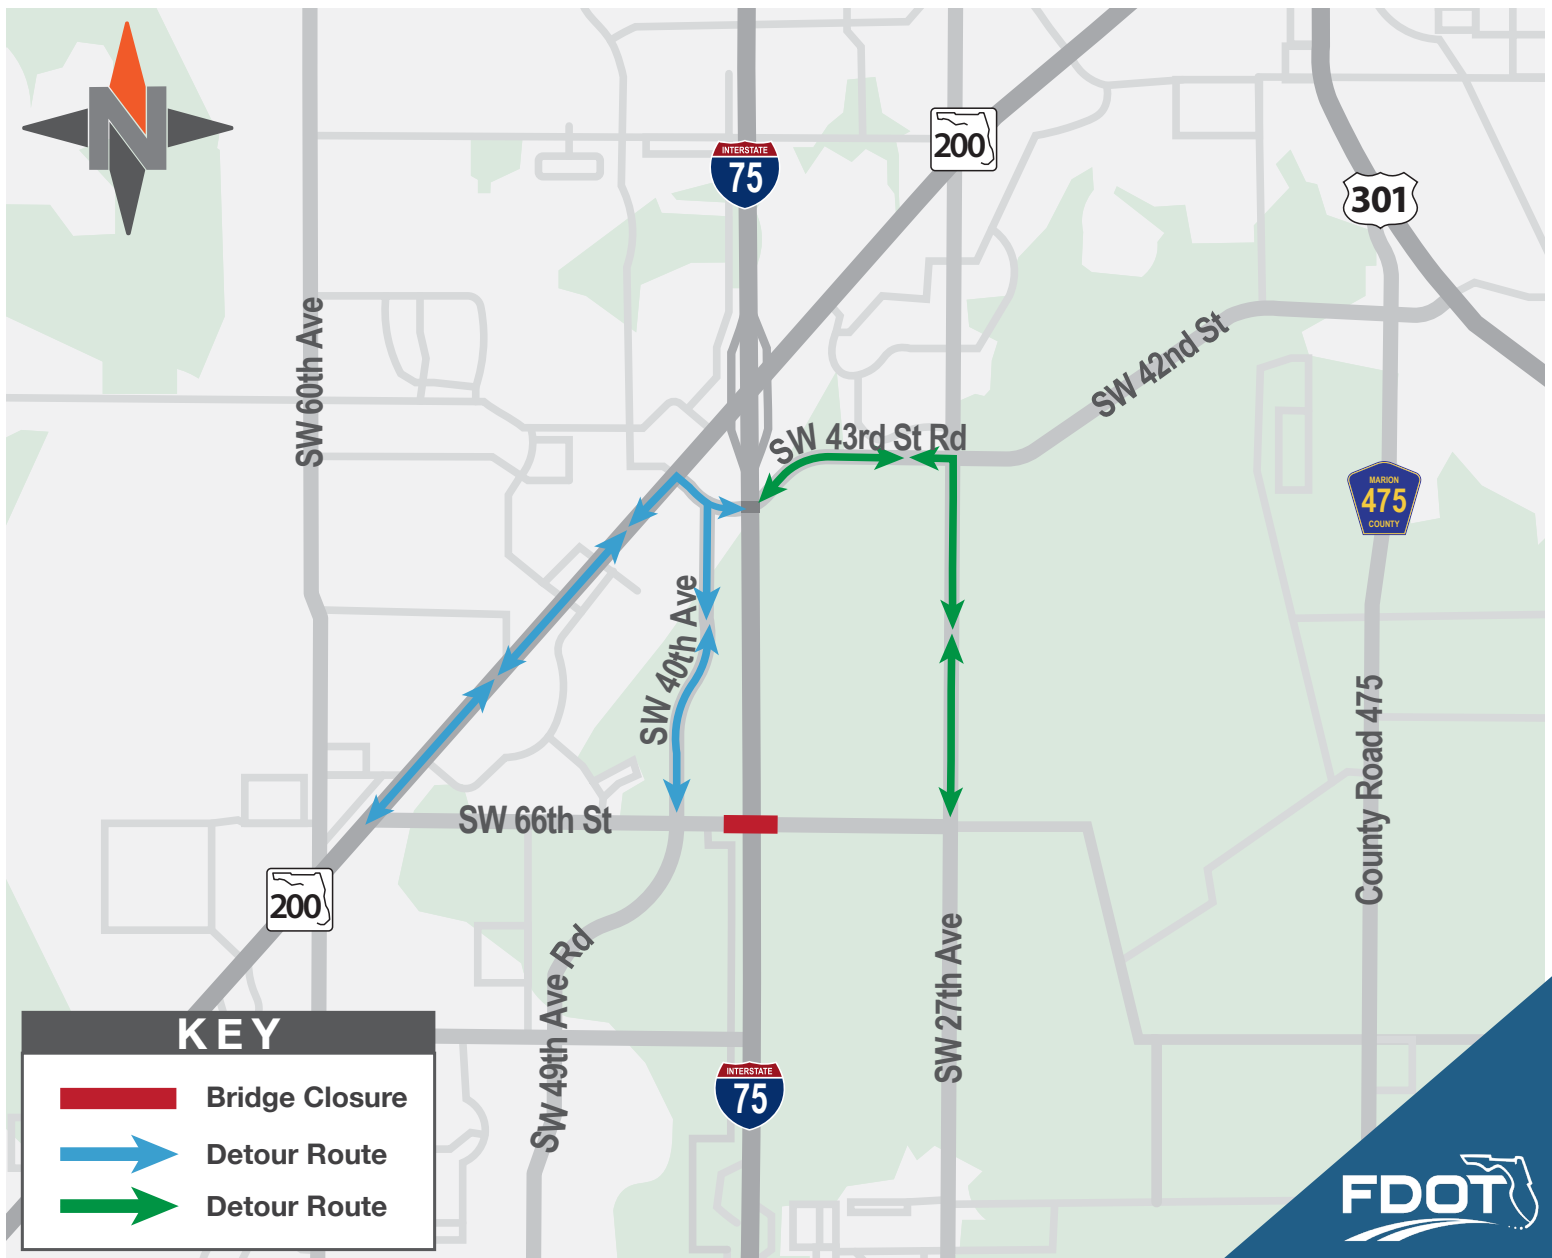 N
INTERSTATE
75
200
301
SW 60th Ave
SW 42nd St
SW 43rd St Rd
MARION
475
COUNTY
SW 40th Ave
County Road 475
SW 66th St
200
SW 49th Ave Rd
SW 27th Ave
INTERSTATE
75
KEY
Bridge Closure
Detour Route
Detour Route
FDOT